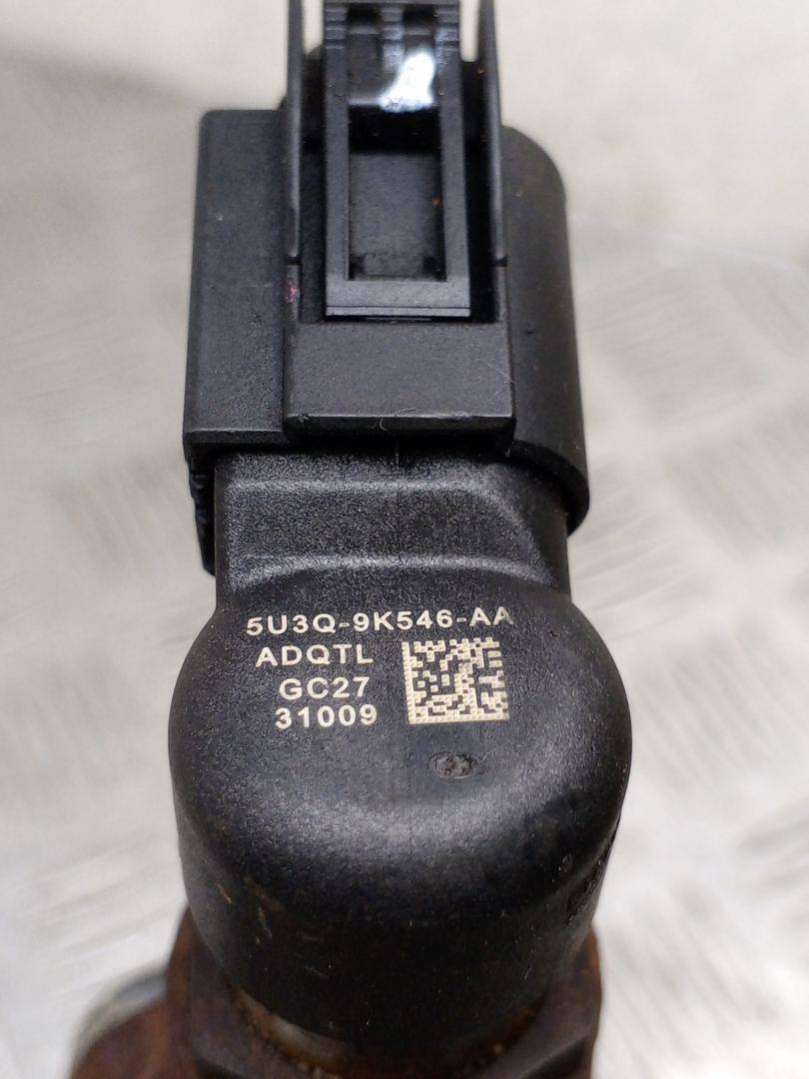 5U3Q-9K546-AA
ADQTL
GC27
31009